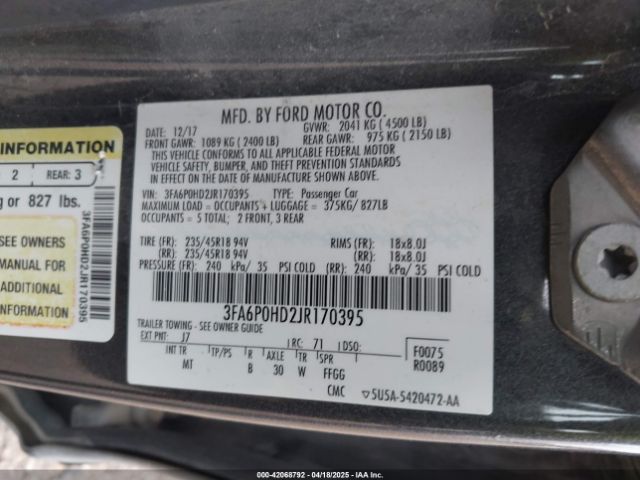 INFORMATION
2 REAR: 3
or 827 lbs.
SEE OWNERS
MANUAL FOR
ADDITIONAL
INFORMATION
3FA6P0HD2JR170395
MFD. BY FORD MOTOR CO.
DATE: 12/17 GVWR: 2041 KG ( 4500 LB)
FRONT GAWR: 1089 KG ( 2400 LB) REAR GAWR: 975 KG ( 2150 LB)
THIS VEHICLE CONFORMS TO ALL APPLICABLE FEDERAL MOTOR
VEHICLE SAFETY, BUMPER, AND THEFT PREVENTION STANDARDS
IN EFFECT ON THE DATE OF MANUFACTURE SHOWN ABOVE.
VIN: 3FA6P0HD2JR170395 TYPE: Passenger Car
MAXIMUM LOAD = OCCUPANTS + LUGGAGE = 375KG/ 827LB
OCCUPANTS = 5 TOTAL; 2 FRONT, 3 REAR
TIRE (FR): 235/45R18 94V RIMS (FR): 18x8.0J
(RR): 235/45R18 94V (RR): 18x8.0J
PRESSURE (FR): 240 kPa/ 35 PSI COLD (RR): 240 kPa/ 35 PSI COLD
3FA6P0HD2JR170395
TRAILER TOWING - SEE OWNER GUIDE
EXT PNT: J7 RC: 71 DSO:
INT TR TP/PS R AXLE TR SPR F0075
MT B 30 W FFGG R0089
CMC 5U5A-5420472-AA
000-42068792 - 04/18/2025 - IAAI.COM